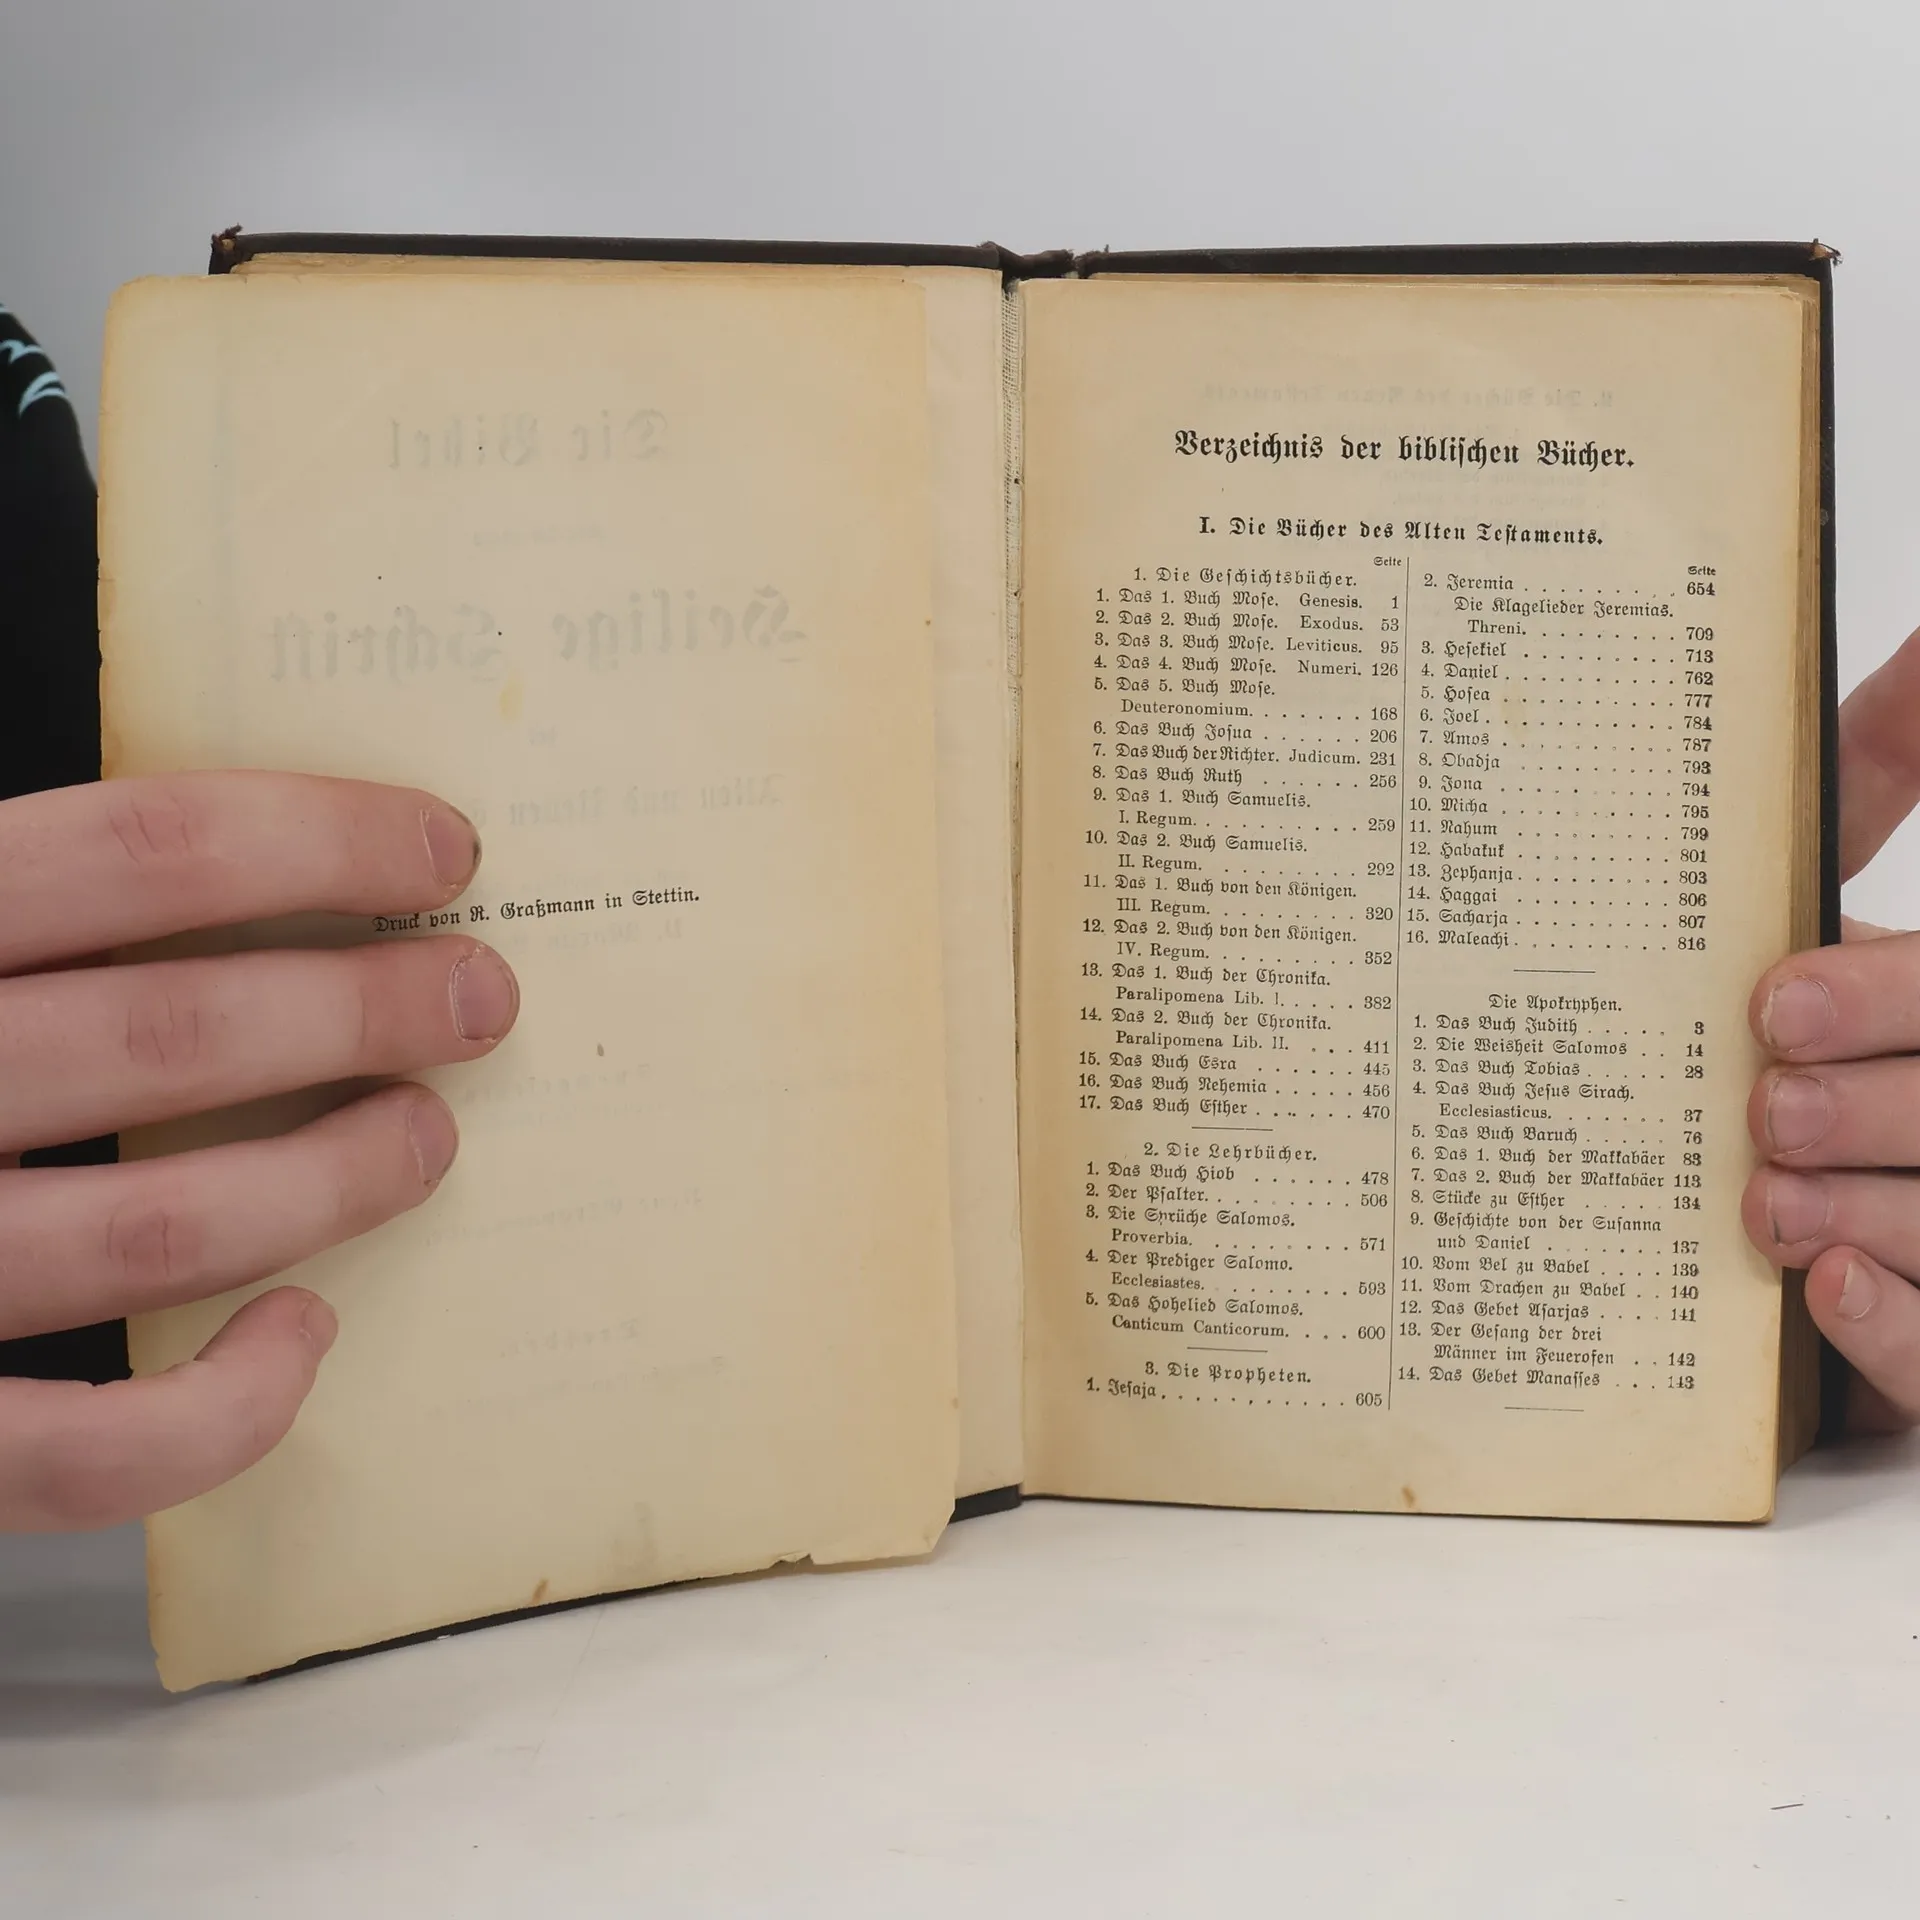 Druck von R. Graßmann in Stettin.
Verzeichnis der biblischen Bücher.
I. Die Bücher des Alten Testaments.
Seite
1. Die Geschichtsbücher.
1. Das 1. Buch Mose. Genesis. 1
2. Das 2. Buch Mose. Exodus. 53
3. Das 3. Buch Mose. Leviticus. 95
4. Das 4. Buch Mose. Numeri. 126
5. Das 5. Buch Mose.
Deuteronomium. . . . . . . 168
6. Das Buch Josua . . . . . . 206
7. Das Buch der Richter. Judicum. 231
8. Das Buch Ruth . . . . . . 256
9. Das 1. Buch Samuelis.
I. Regum. . . . . . . . . . 259
10. Das 2. Buch Samuelis.
II. Regum. . . . . . . . . 292
11. Das 1. Buch von den Königen.
III. Regum. . . . . . . . . 320
12. Das 2. Buch von den Königen.
IV. Regum. . . . . . . . . 352
13. Das 1. Buch der Chronika.
Paralipomena Lib. I. . . . . 382
14. Das 2. Buch der Chronika.
Paralipomena Lib. II. . . . 411
15. Das Buch Esra . . . . . . 445
16. Das Buch Nehemia . . . . . 456
17. Das Buch Esther . . . . . . 470
2. Die Lehrbücher.
1. Das Buch Hiob . . . . . . 478
2. Der Psalter. . . . . . . . 506
3. Die Sprüche Salomos.
Proverbia. . . . . . . . . 571
4. Der Prediger Salomo.
Ecclesiastes. . . . . . . . 593
5. Das Hohelied Salomos.
Canticum Canticorum. . . . 600
3. Die Propheten.
1. Jesaja . . . . . . . . . . . 605
Seite
2. Jeremia . . . . . . . . . 654
Die Klagelieder Jeremias.
Threni. . . . . . . . . 709
3. Hesekiel . . . . . . . . . 713
4. Daniel . . . . . . . . . . 762
5. Hosea . . . . . . . . . . 777
6. Joel . . . . . . . . . . . 784
7. Amos . . . . . . . . . . 787
8. Obadja . . . . . . . . . 793
9. Jona . . . . . . . . . . 794
10. Micha . . . . . . . . . . 795
11. Nahum . . . . . . . . . 799
12. Habakuk . . . . . . . . . 801
13. Zephanja . . . . . . . . . 803
14. Haggai . . . . . . . . . 806
15. Sacharja . . . . . . . . . 807
16. Maleachi . . . . . . . . . 816
Die Apokryphen.
1. Das Buch Judith . . . . . 3
2. Die Weisheit Salomos . . 14
3. Das Buch Tobias . . . . . 28
4. Das Buch Jesus Sirach.
Ecclesiasticus. . . . . . . 37
5. Das Buch Baruch . . . . . 76
6. Das 1. Buch der Makkabäer 83
7. Das 2. Buch der Makkabäer 113
8. Stücke zu Esther . . . . . 134
9. Geschichte von der Susanna
und Daniel . . . . . . . 137
10. Vom Bel zu Babel . . . . 139
11. Vom Drachen zu Babel . . 140
12. Das Gebet Asarjas . . . . 141
13. Der Gesang der drei
Männer im Feuerofen . . 142
14. Das Gebet Manasses . . . 143